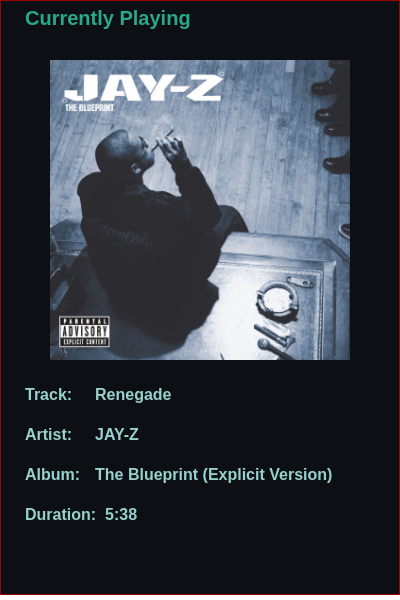 Currently Playing
JAY-Z
THE BLUEPRINT
PARENTAL
ADVISORY
EXPLICIT CONTENT
Track: Renegade
Artist: JAY-Z
Album: The Blueprint (Explicit Version)
Duration: 5:38